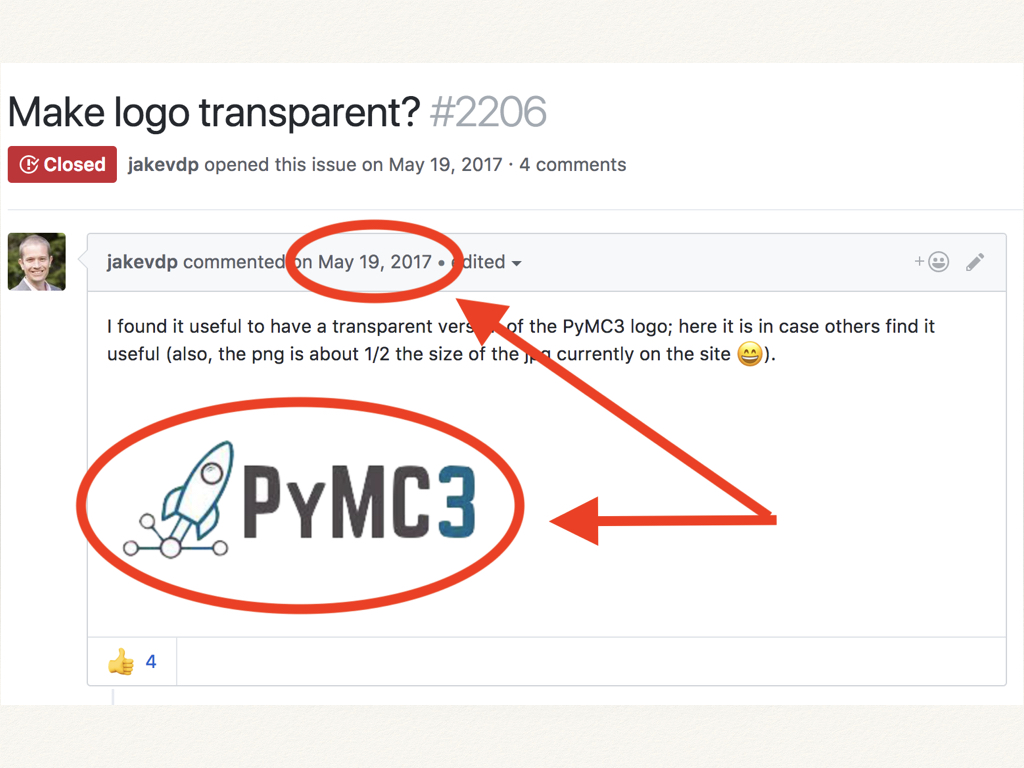 Make logo transparent? #2206
Closed jakevdp opened this issue on May 19, 2017 · 4 comments
jakevdp commented on May 19, 2017 • edited
I found it useful to have a transparent version of the PyMC3 logo; here it is in case others find it
useful (also, the png is about 1/2 the size of the jpg currently on the site 😄).
PyMC3
👍 4